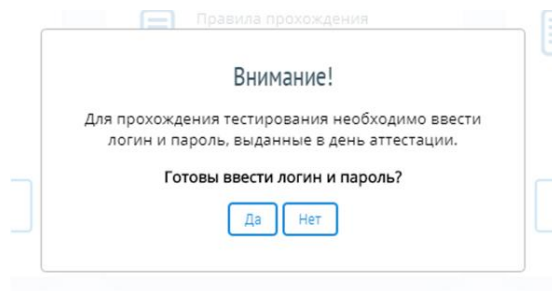 Правила прохождения
Внимание!
Для прохождения тестирования необходимо ввести
логин и пароль, выданные в день аттестации.
Готовы ввести логин и пароль?
Да Нет